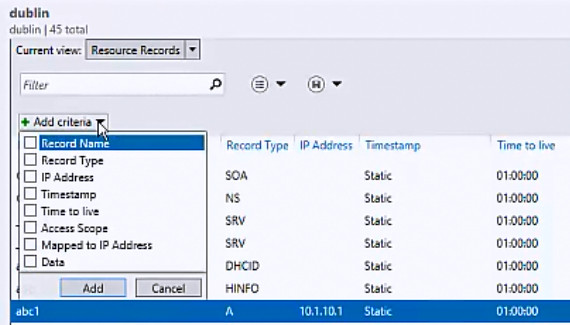 dublin
dublin | 45 total
Current view: Resource Records
Filter
Add criteria
Record Name
Record Type IP Address Timestamp Time to live
Record Type SOA Static 01:00:00
IP Address NS Static 01:00:00
Timestamp
Time to live SRV Static 01:00:00
Access Scope
Mapped to IP Address SRV Static 01:00:00
Data DHCID Static 01:00:00
Add Cancel HINFO Static 01:00:00
abc1 A 10.1.10.1 Static 01:00:00